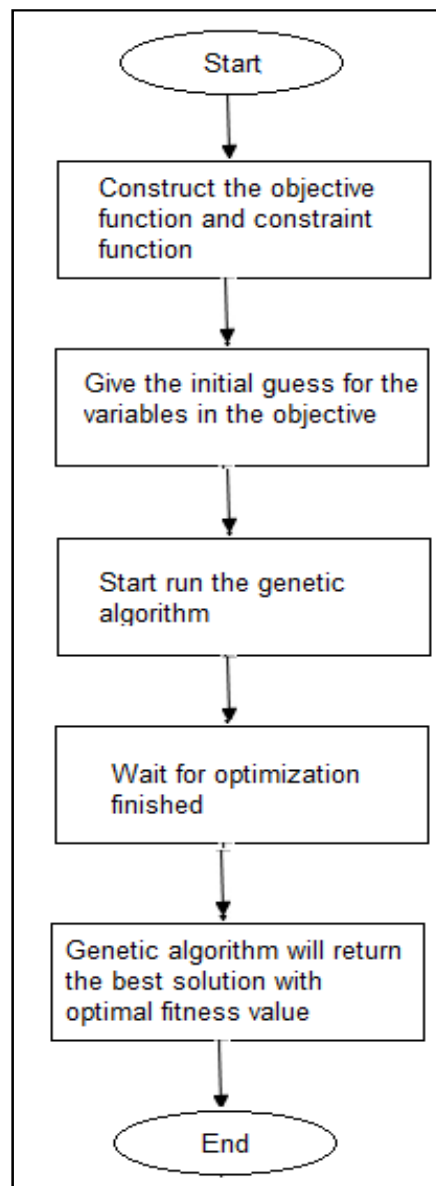 Start
Construct the objective
function and constraint
function
Give the initial guess for the
variables in the objective
Start run the genetic
algorithm
Wait for optimization
finished
Genetic algorithm will return
the best solution with
optimal fitness value
End